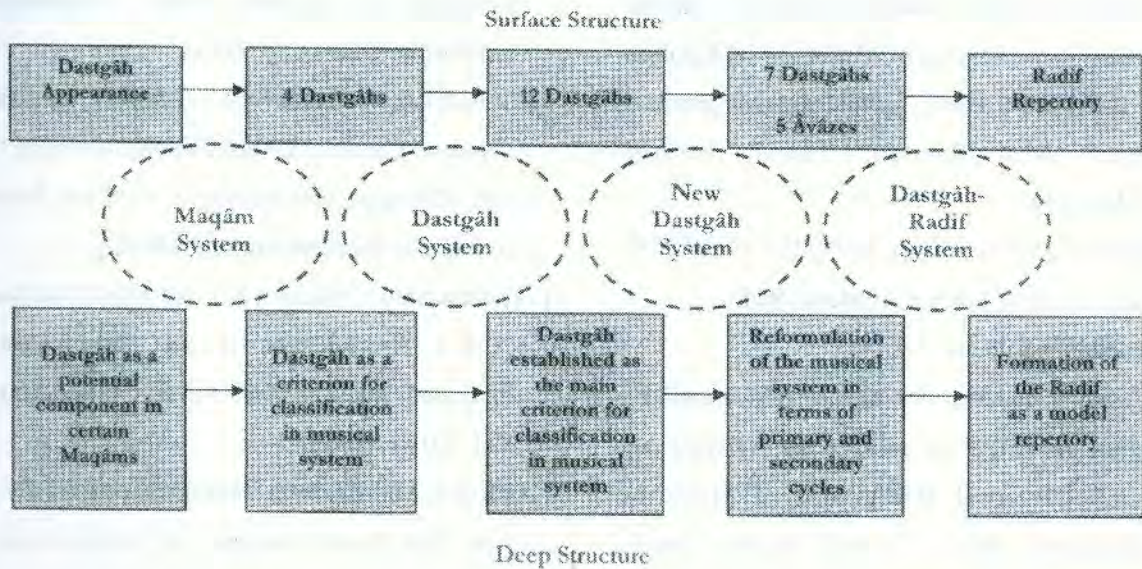 Surface Structure
Dastgâh
Appearance
4 Dastgâhs
12 Dastgâhs
7 Dastgâhs
5 Âvâzes
Radif
Repertory
Maqâm
System
Dastgâh
System
New
Dastgâh
System
Dastgâh-
Radif
System
Dastgâh as a
potential
component in
certain
Maqâms
Dastgâh as a
criterion for
classification
in musical
system
Dastgâh
established as
the main
criterion for
classification
in musical
system
Reformulation
of the musical
system in
terms of
primary and
secondary
cycles
Formation of
the Radif
as a model
repertory
Deep Structure